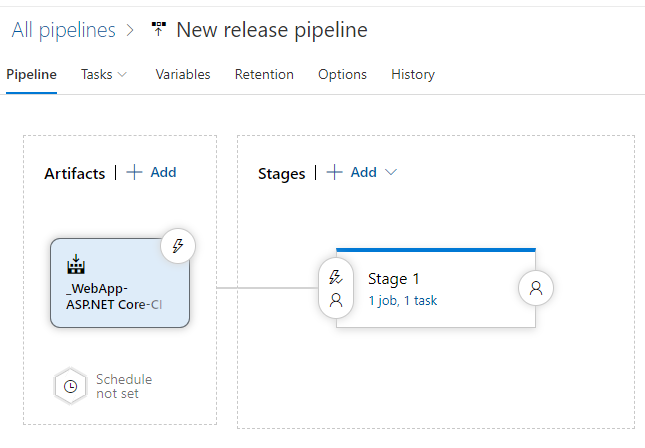 All pipelines > New release pipeline
Pipeline Tasks Variables Retention Options History
Artifacts | + Add
Stages | + Add
_WebApp-
ASP.NET Core-CI
Schedule
not set
Stage 1
1 job, 1 task